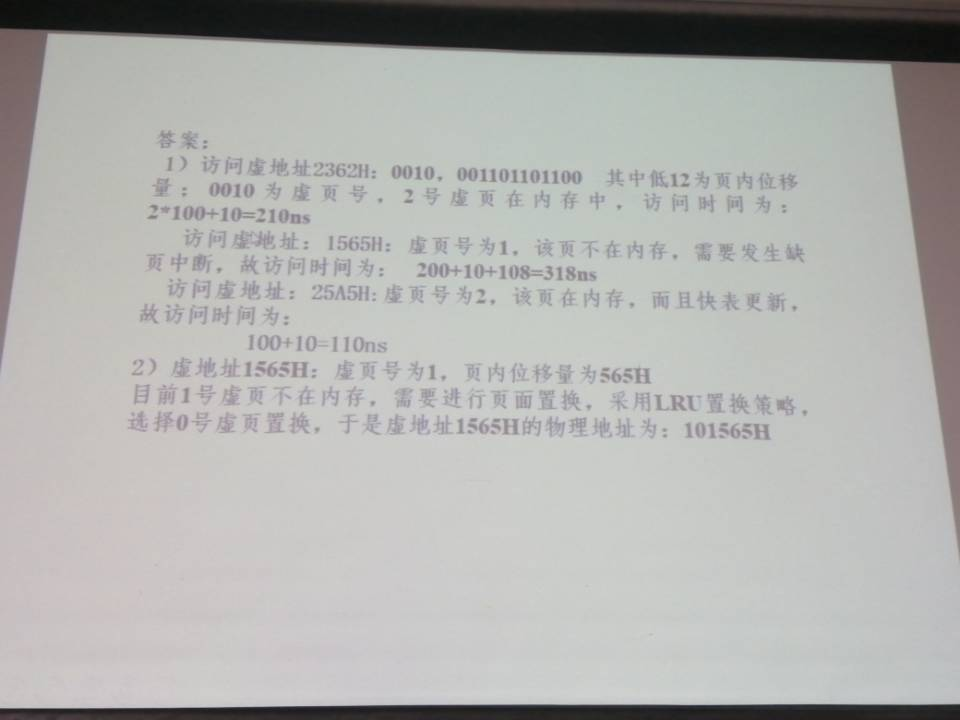 答案：
1）访问虚地址2362H：0010，001101101100 其中低12为页内位移
量；0010 为虚页号，2 号虚页在内存中，访问时间为：
2*100+10=210ns
访问虚地址：1565H：虚页号为1，该页不在内存，需要发生缺
页中断，故访问时间为： 200+10+108=318ns
访问虚地址：25A5H：虚页号为2，该页在内存，而且快表更新，
故访问时间为：
100+10=110ns
2）虚地址1565H：虚页号为1，页内位移量为565H
目前1号虚页不在内存，需要进行页面置换，采用LRU置换策略，
选择0号虚页置换，于是虚地址1565H的物理地址为：101565H